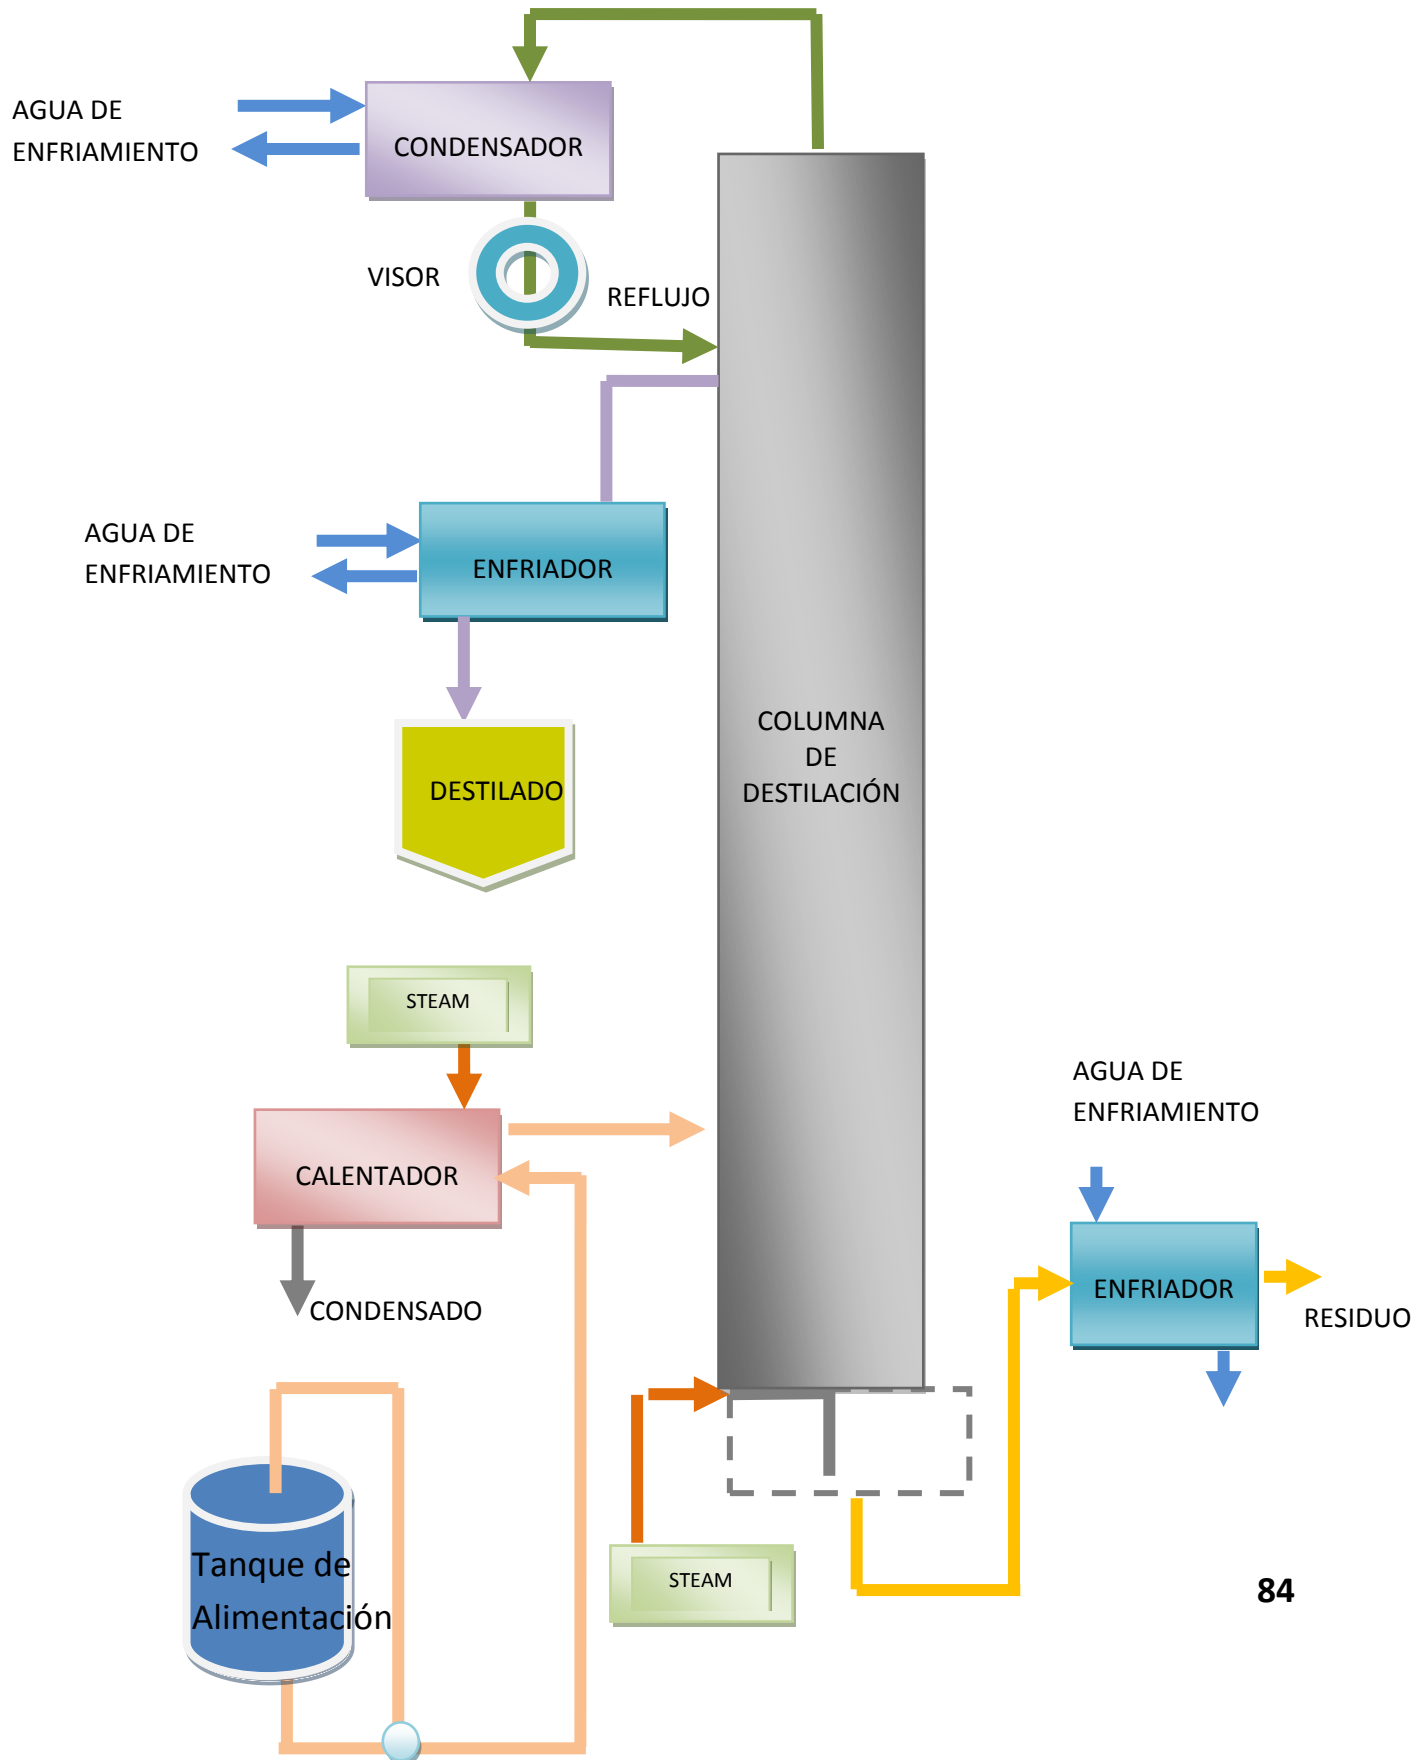 AGUA DE
ENFRIAMIENTO
CONDENSADOR
VISOR
REFLUJO
AGUA DE
ENFRIAMIENTO
ENFRIADOR
COLUMNA
DE
DESTILACIÓN
DESTILADO
STEAM
AGUA DE
ENFRIAMIENTO
CALENTADOR
CONDENSADO
ENFRIADOR
RESIDUO
Tanque de
Alimentación
STEAM
84